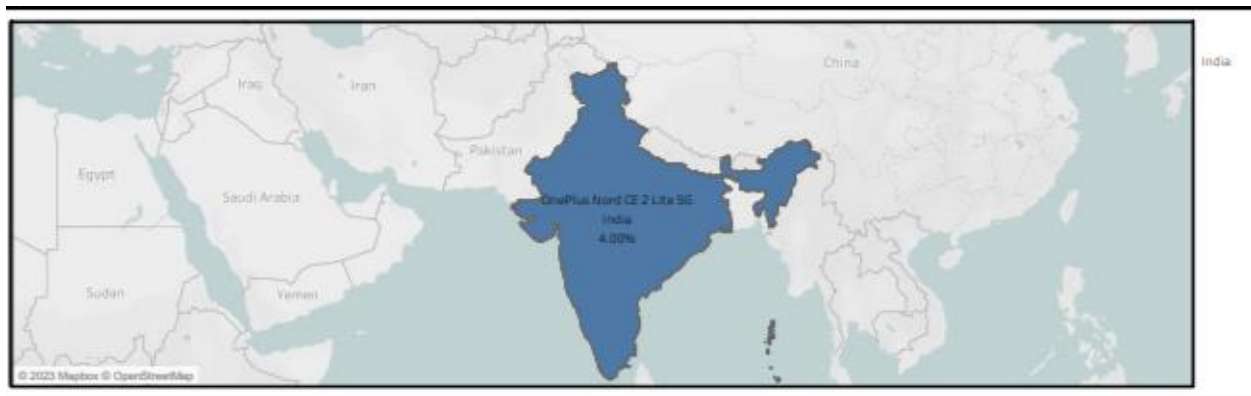 China
India
Iraq
Iran
Pakistan
Egypt
Saudi Arabia
OnePlus Nord CE 2 Lite 5G
India
4.00%
Sudan
Yemen
© 2023 Mapbox © OpenStreetMap